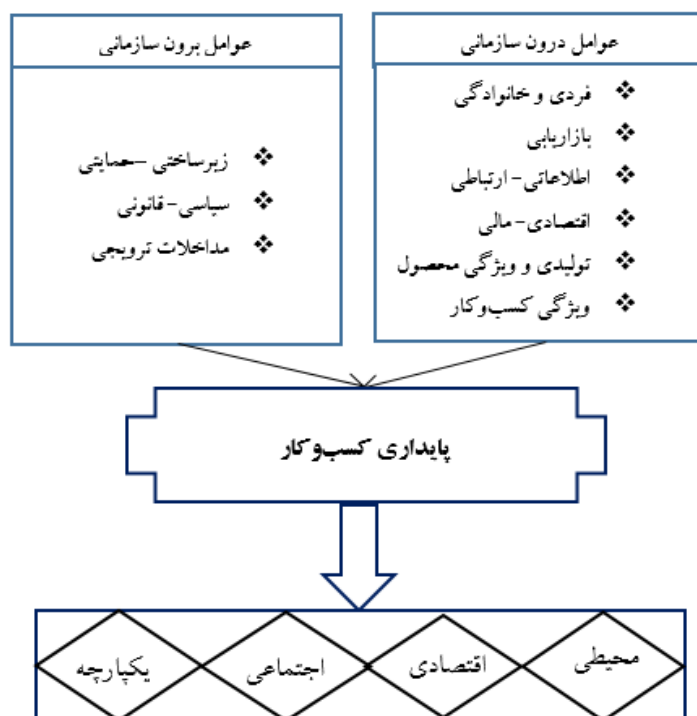 عوامل درون سازمانی
فردی و خانوادگی
بازاریابی
اطلاعاتی- ارتباطی
اقتصادی- مالی
تولیدی و ویژگی محصول
ویژگی کسب‌وکار
عوامل برون سازمانی
زیرساختی –حمایتی
سیاسی- قانونی
مداخلات ترویجی
پایداری کسب‌وکار
محیطی
اقتصادی
اجتماعی
یکپارچه